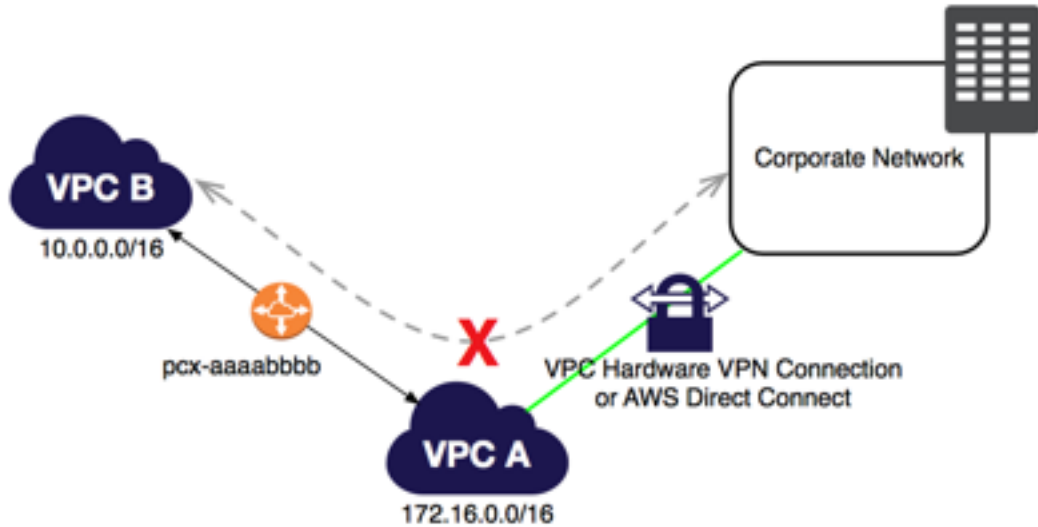 Corporate Network
VPC B
10.0.0.0/16
pcx-aaaabbbb
X
VPC Hardware VPN Connection
or AWS Direct Connect
VPC A
172.16.0.0/16